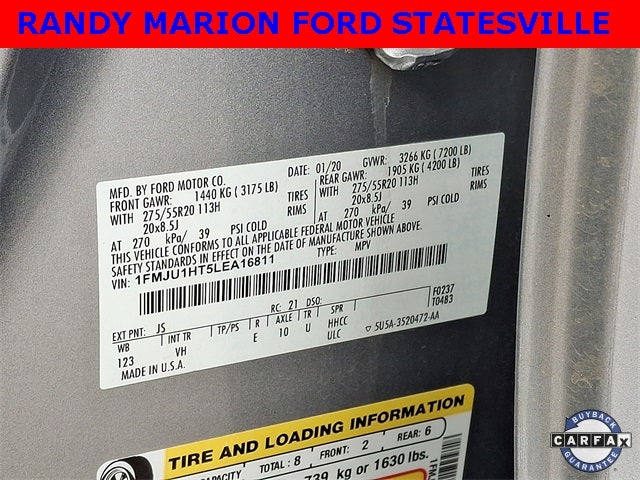 RANDY MARION FORD STATESVILLE
MFD. BY FORD MOTOR CO.
01/20 GVWR: 3266 KG ( 7200 LB)
FRONT GAWR: 1440 KG ( 3175 LB)
REAR GAWR: 1905 KG ( 4200 LB)
WITH 275/55R20 113H TIRES
WITH 275/55R20 113H TIRES
20x8.5J RIMS
20x8.5J RIMS
AT 270 kPa/ 39 PSI COLD
AT 270 kPa/ 39 PSI COLD
THIS VEHICLE CONFORMS TO ALL APPLICABLE FEDERAL MOTOR VEHICLE
SAFETY STANDARDS IN EFFECT ON THE DATE OF MANUFACTURE SHOWN ABOVE.
VIN: 1FMJU1HT5LEA16811 TYPE: MPV
F0237
T0483
EXT PNT: JS RC: 21 DSO:
WB INT TR TP/PS R AXLE TR SPR
123 VH E 10 U HHCC
ULC
5U5A-3520472-AA
MADE IN U.S.A.
TIRE AND LOADING INFORMATION
CAPACITY TOTAL: 8 FRONT: 2 REAR: 6
739 kg or 1630 lbs.
BUYBACK
CARFAX
GUARANTEE